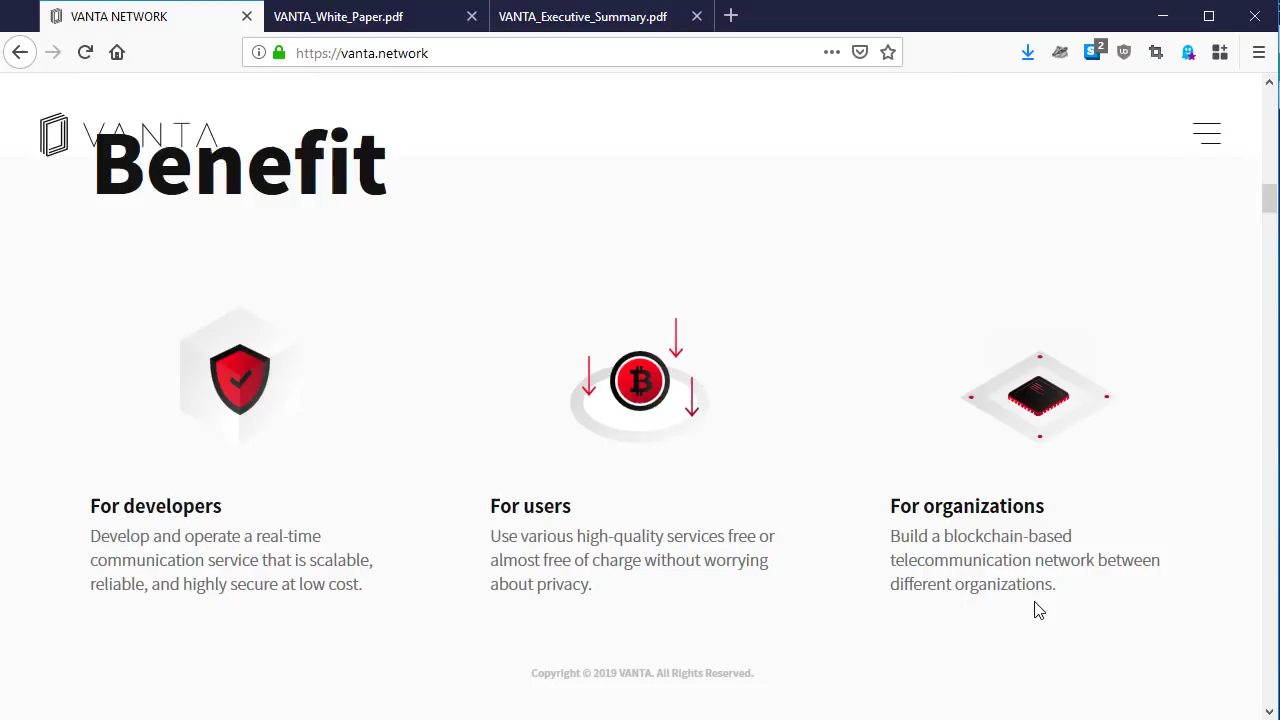 VANTA NETWORK
VANTA_White_Paper.pdf
VANTA_Executive_Summary.pdf
https://vanta.network
2
VANTA
Benefit
For developers
Develop and operate a real-time
communication service that is scalable,
reliable, and highly secure at low cost.
For users
Use various high-quality services free or
almost free of charge without worrying
about privacy.
For organizations
Build a blockchain-based
telecommunication network between
different organizations.
Copyright © 2019 VANTA. All Rights Reserved.